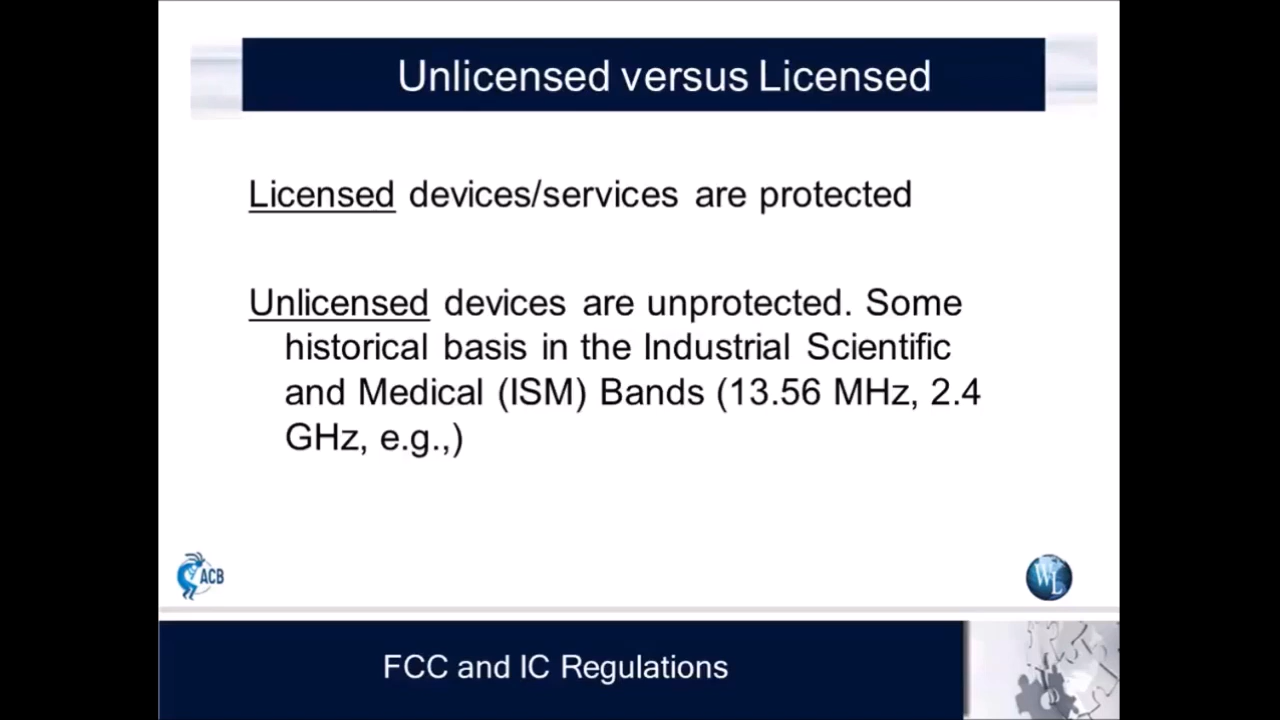 Unlicensed versus Licensed
Licensed devices/services are protected
Unlicensed devices are unprotected. Some
historical basis in the Industrial Scientific
and Medical (ISM) Bands (13.56 MHz, 2.4
GHz, e.g.,)
ACB
WL
FCC and IC Regulations